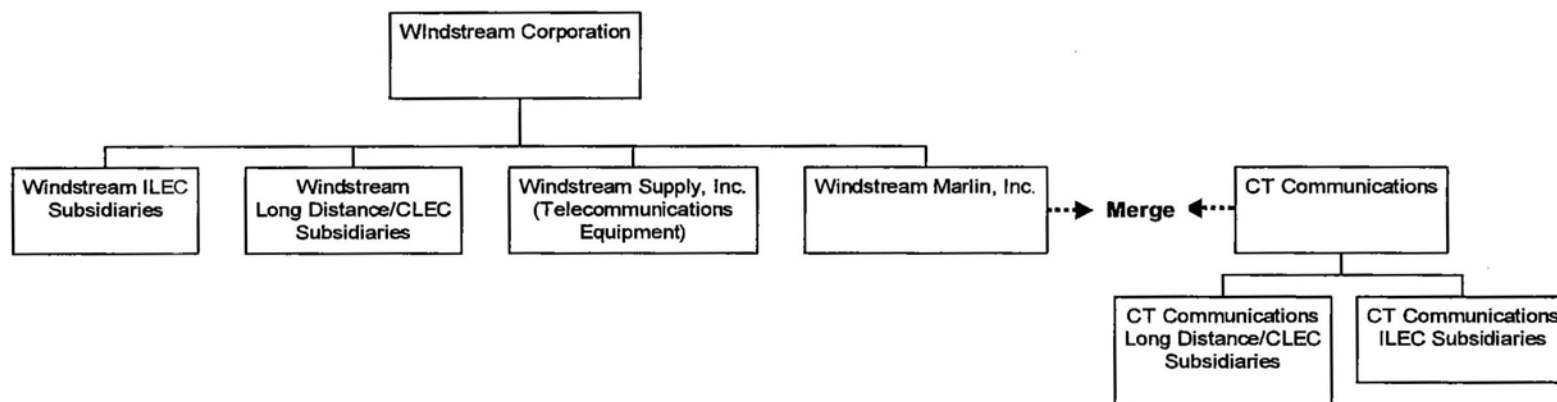 WIndstream Corporation
Windstream ILEC
Subsidiaries
Windstream
Long Distance/CLEC
Subsidiaries
Windstream Supply, Inc.
(Telecommunications
Equipment)
Windstream Marlin, Inc.
Merge
CT Communications
CT Communications
Long Distance/CLEC
Subsidiaries
CT Communications
ILEC Subsidiaries